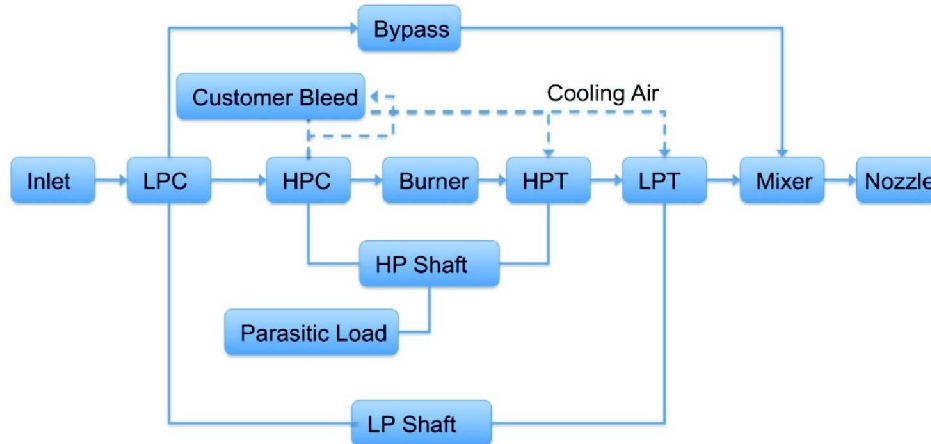 Bypass
Customer Bleed
Cooling Air
Inlet
LPC
HPC
Burner
HPT
LPT
Mixer
Nozzle
HP Shaft
Parasitic Load
LP Shaft